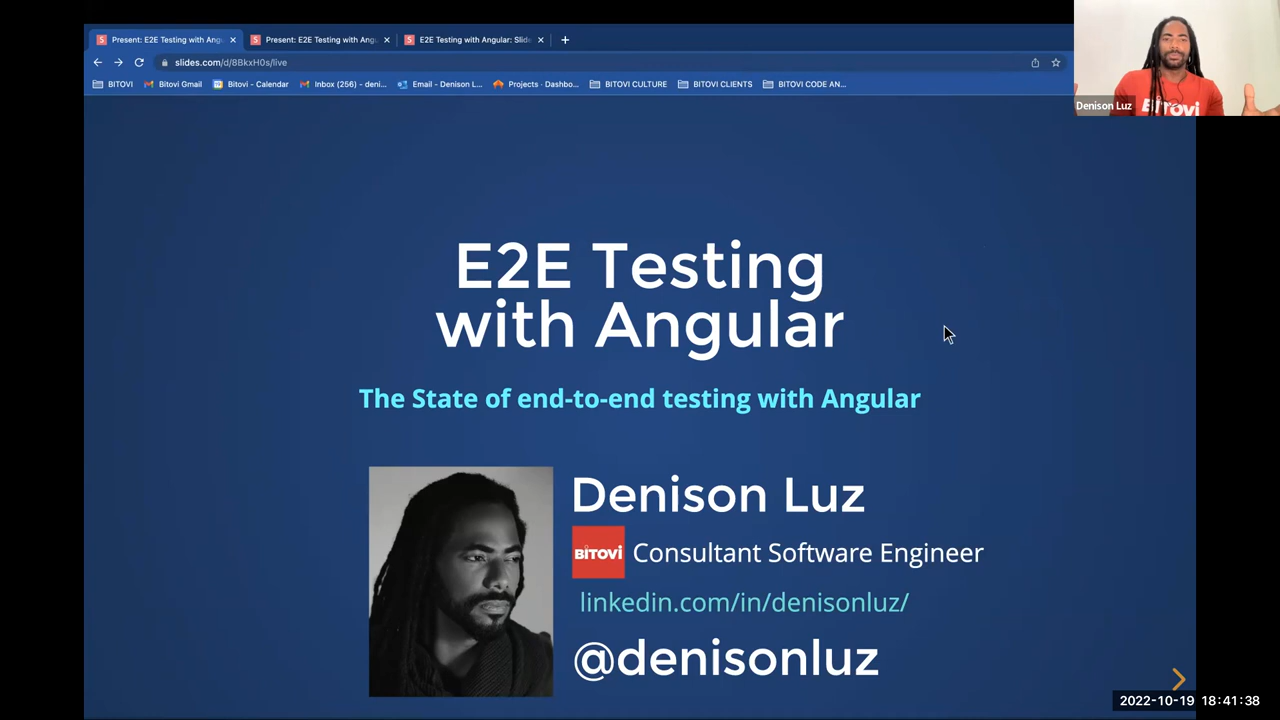 Present: E2E Testing with Angu
Present: E2E Testing with Ang
E2E Testing with Angular: Slid
slides.com/d/8BkxH0s/live
BITOVI
Bitovi Gmail
Bitovi - Calendar
Inbox (256) - deni...
Email - Denison L...
Projects - Dashbo...
BITOVI CULTURE
BITOVI CLIENTS
BITOVI CODE AN...
BITOVI
Denison Luz
E2E Testing
with Angular
The State of end-to-end testing with Angular
Denison Luz
BITOVI Consultant Software Engineer
linkedin.com/in/denisonluz/
@denisonluz
2022-10-19 18:41:38